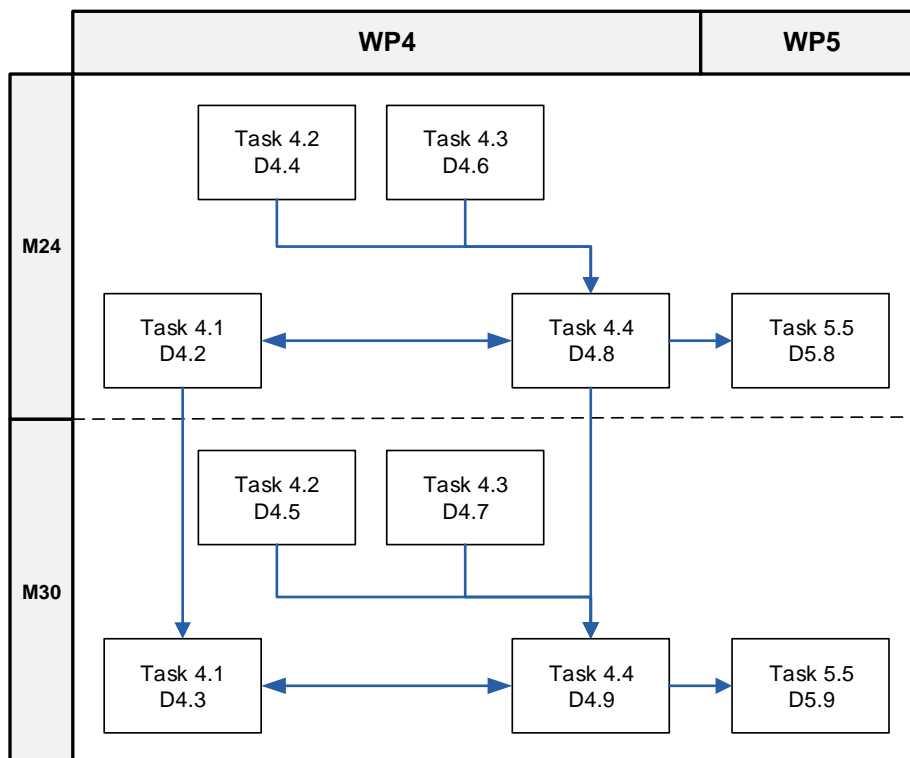 WP4
WP5
M24
Task 4.2
D4.4
Task 4.3
D4.6
Task 4.1
D4.2
Task 4.4
D4.8
Task 5.5
D5.8
M30
Task 4.2
D4.5
Task 4.3
D4.7
Task 4.1
D4.3
Task 4.4
D4.9
Task 5.5
D5.9